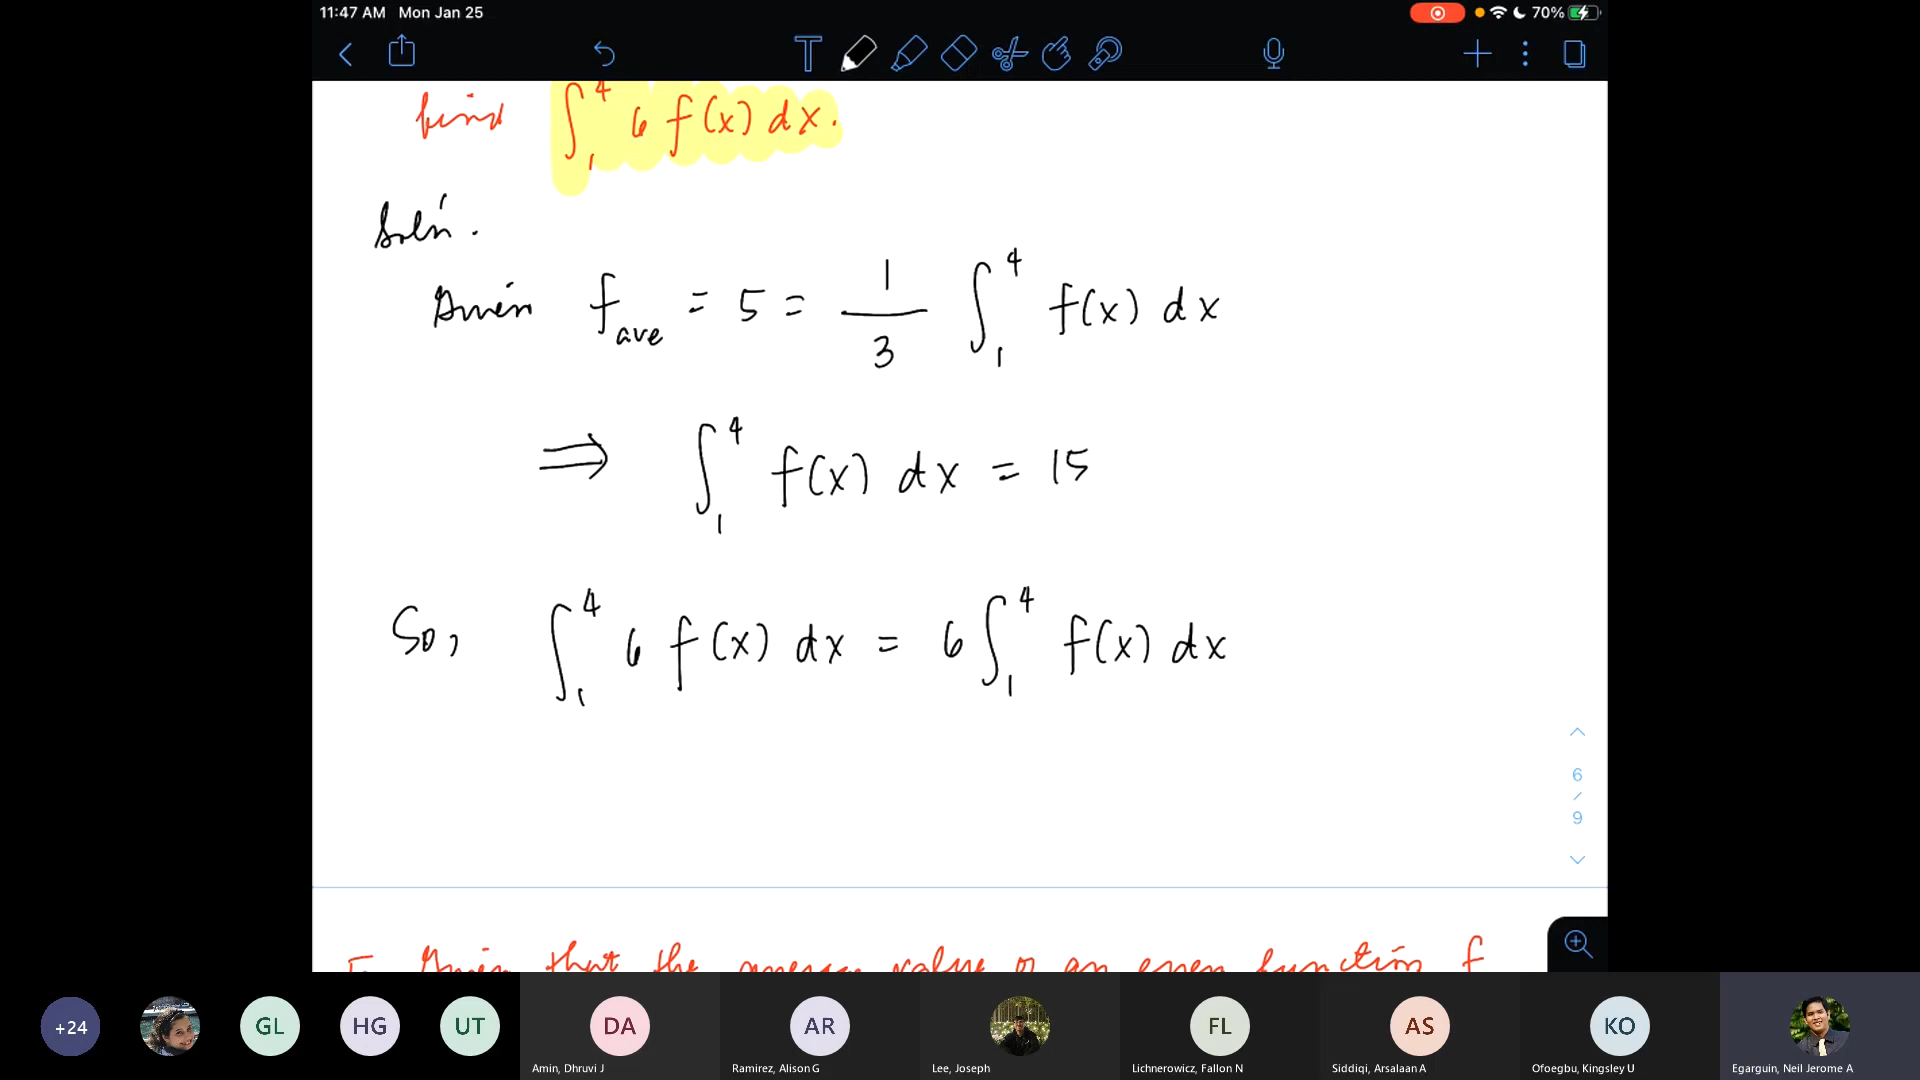 11:47 AM Mon Jan 25
70%
find ∫₁⁴ 6 f(x) dx.
Sol'n.
Given f_ave = 5 = 1/3 ∫₁⁴ f(x) dx
⟹ ∫₁⁴ f(x) dx = 15
So, ∫₁⁴ 6 f(x) dx = 6 ∫₁⁴ f(x) dx
6 / 9
5. Given that the average value of an even function f
+24
GL
HG
UT
DA
AR
FL
AS
KO
Amin, Dhruvi J
Ramirez, Alison G
Lee, Joseph
Lichnerowicz, Fallon N
Siddiqi, Arsalaan A
Ofoegbu, Kingsley U
Egarguin, Neil Jerome A